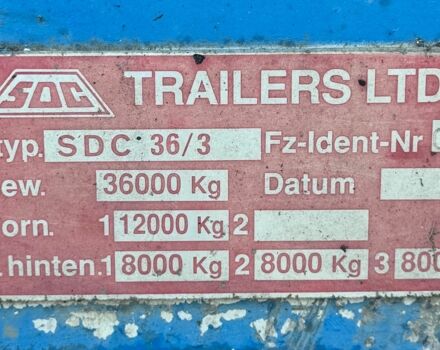 SDC TRAILERS LTD
typ. SDC 36/3 Fz-Ident-Nr
ew. 36000 Kg Datum
orn. 1 12000 Kg 2
. hinten. 1 8000 Kg 2 8000 Kg 3 800